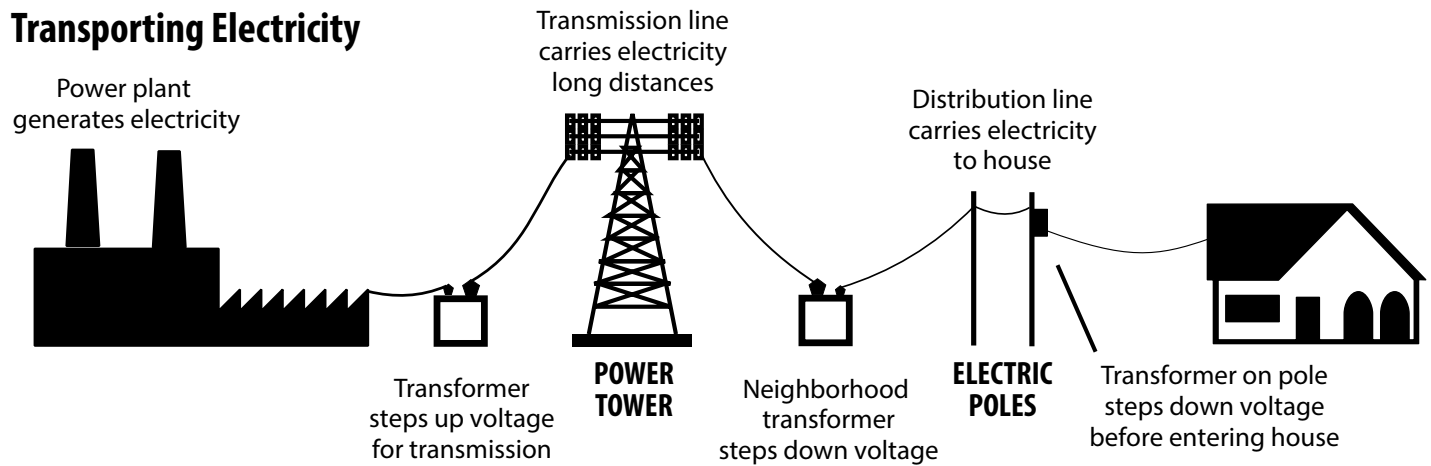 Transporting Electricity
Power plant
generates electricity
Transformer
steps up voltage
for transmission
Transmission line
carries electricity
long distances
POWER
TOWER
Neighborhood
transformer
steps down voltage
Distribution line
carries electricity
to house
ELECTRIC
POLES
Transformer on pole
steps down voltage
before entering house